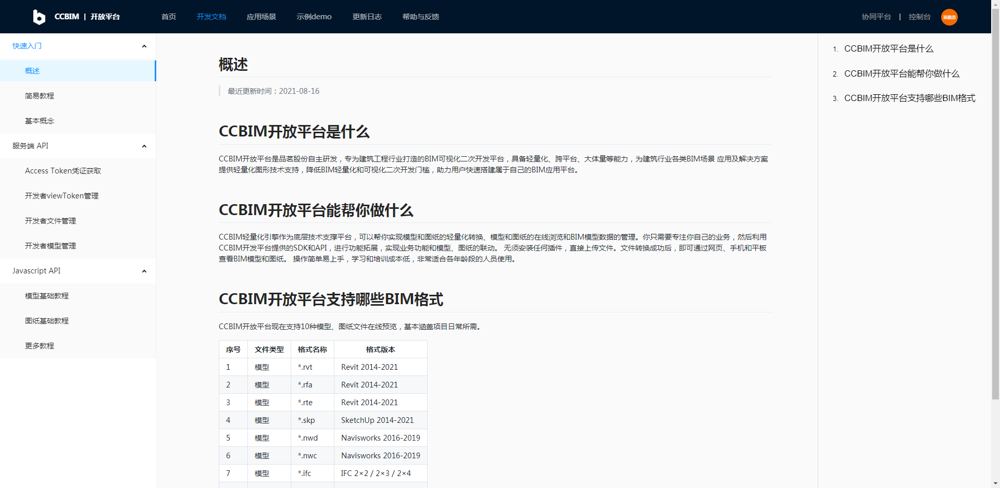 CCBIM | 开放平台
首页 开发文档 应用场景 示例demo 更新日志 帮助与反馈
协同平台 | 控制台
吴勤浩
快速入门
概述
简易教程
基本概念
服务端 API
Access Token凭证获取
开发者viewToken管理
开发者文件管理
开发者模型管理
Javascript API
模型基础教程
图纸基础教程
更多教程
概述
最近更新时间：2021-08-16
CCBIM开放平台是什么
CCBIM开放平台是品茗股份自主研发，专为建筑工程行业打造的BIM可视化二次开发平台，具备轻量化、跨平台、大体量等能力，为建筑行业各类BIM场景 应用及解决方案
提供轻量化图形技术支持，降低BIM轻量化和可视化二次开发门槛，助力用户快速搭建属于自己的BIM应用平台。
CCBIM开放平台能帮你做什么
CCBIM轻量化引擎作为底层技术支撑平台，可以帮你实现模型和图纸的轻量化转换、模型和图纸的在线浏览和BIM模型数据的管理。你只需要专注你自己的业务，然后利用
CCBIM开发平台提供的SDK和API，进行功能拓展，实现业务功能和模型、图纸的联动。 无须安装任何插件，直接上传文件。文件转换成功后，即可通过网页、手机和平板
查看BIM模型和图纸。 操作简单易上手，学习和培训成本低，非常适合各年龄段的人员使用。
CCBIM开放平台支持哪些BIM格式
CCBIM开放平台现在支持10种模型、图纸文件在线预览，基本涵盖项目日常所需。
序号 文件类型 格式名称 格式版本
1 模型 *.rvt Revit 2014-2021
2 模型 *.rfa Revit 2014-2021
3 模型 *.rte Revit 2014-2021
4 模型 *.skp SketchUp 2014-2021
5 模型 *.nwd Navisworks 2016-2019
6 模型 *.nwc Navisworks 2016-2019
7 模型 *.ifc IFC 2×2 / 2×3 / 2×4
1. CCBIM开放平台是什么
2. CCBIM开放平台能帮你做什么
3. CCBIM开放平台支持哪些BIM格式